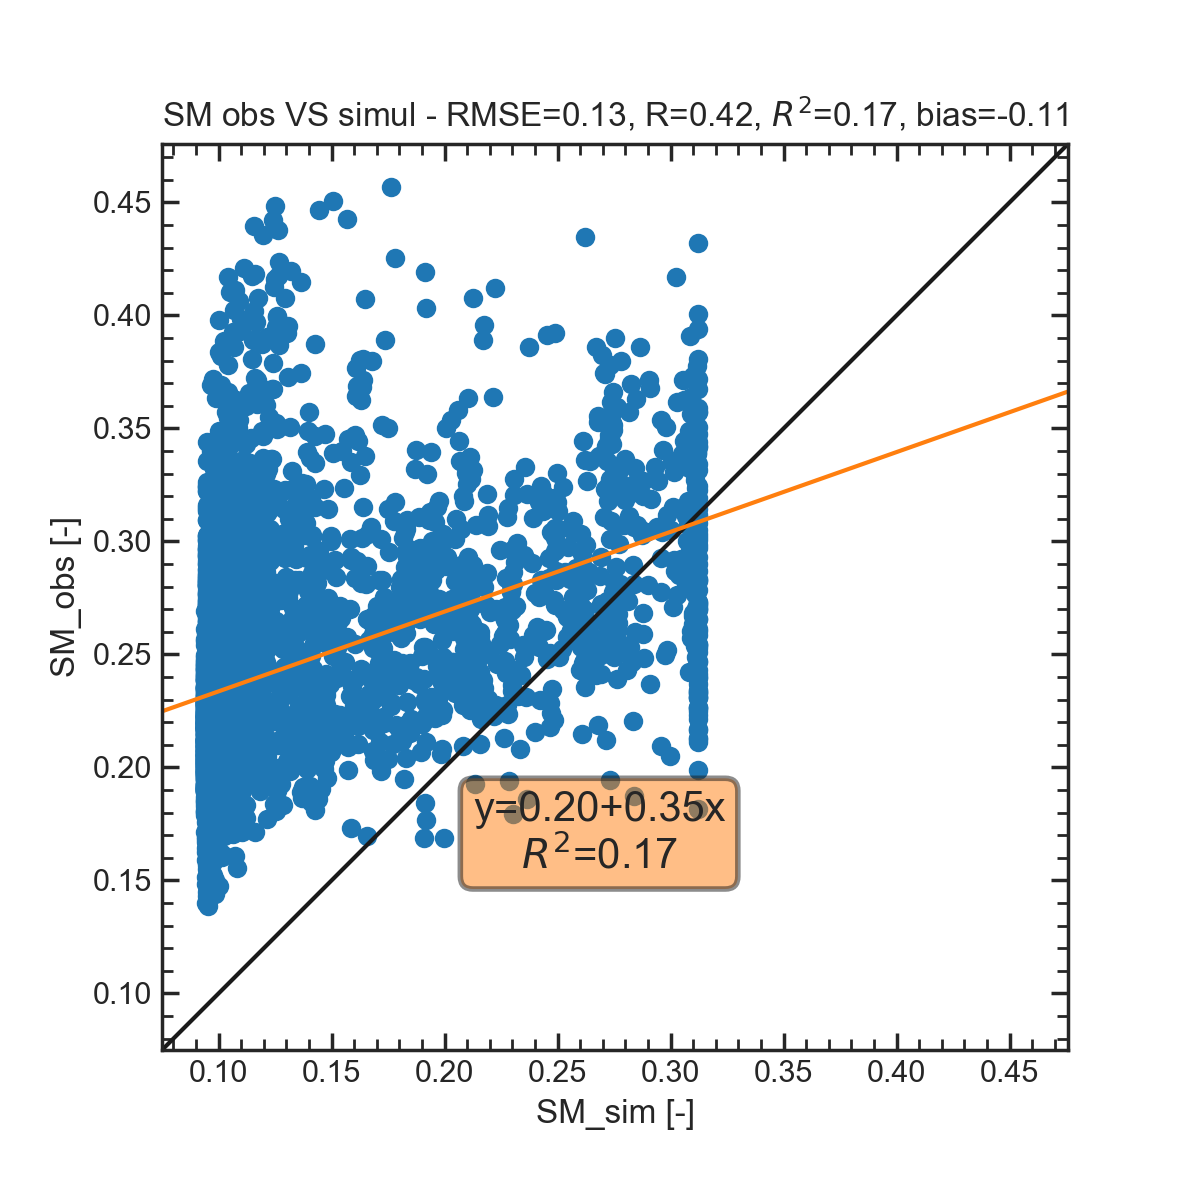 SM obs VS simul - RMSE=0.13, R=0.42, R²=0.17, bias=-0.11
0.45
0.40
0.35
0.30
0.25
0.20
0.15
0.10
SM_obs [-]
y=0.20+0.35x
R²=0.17
0.10 0.15 0.20 0.25 0.30 0.35 0.40 0.45
SM_sim [-]